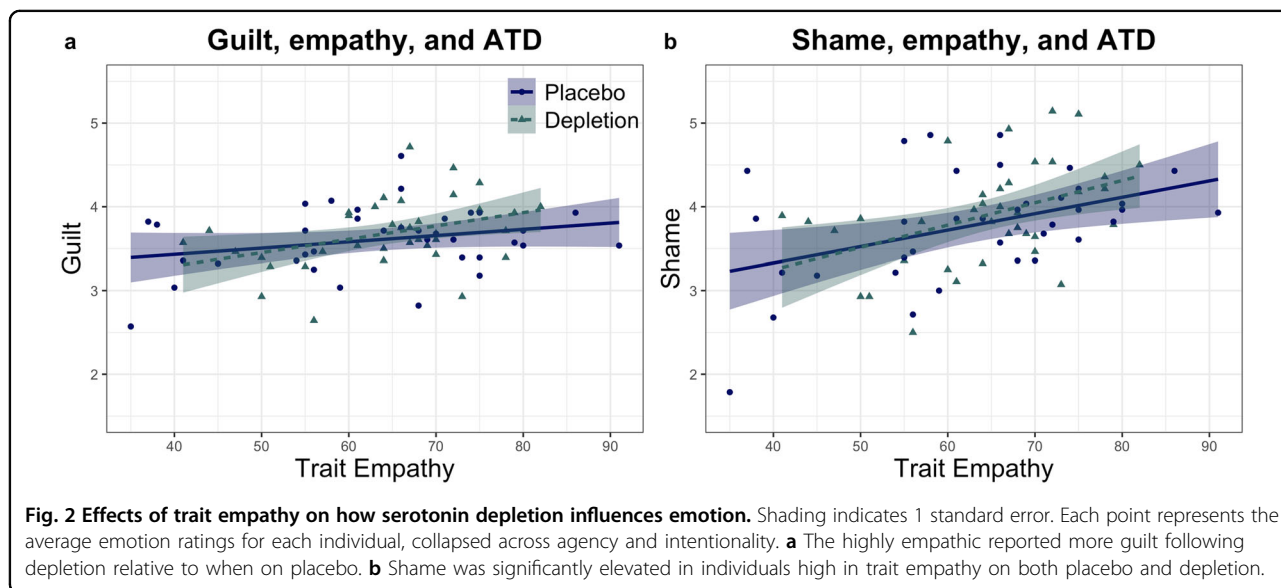 a Guilt, empathy, and ATD
Placebo
Depletion
Guilt
5
4
3
2
40 50 60 70 80 90
Trait Empathy
b Shame, empathy, and ATD
Shame
5
4
3
2
40 50 60 70 80 90
Trait Empathy
Fig. 2 Effects of trait empathy on how serotonin depletion influences emotion. Shading indicates 1 standard error. Each point represents the
average emotion ratings for each individual, collapsed across agency and intentionality. a The highly empathic reported more guilt following
depletion relative to when on placebo. b Shame was significantly elevated in individuals high in trait empathy on both placebo and depletion.